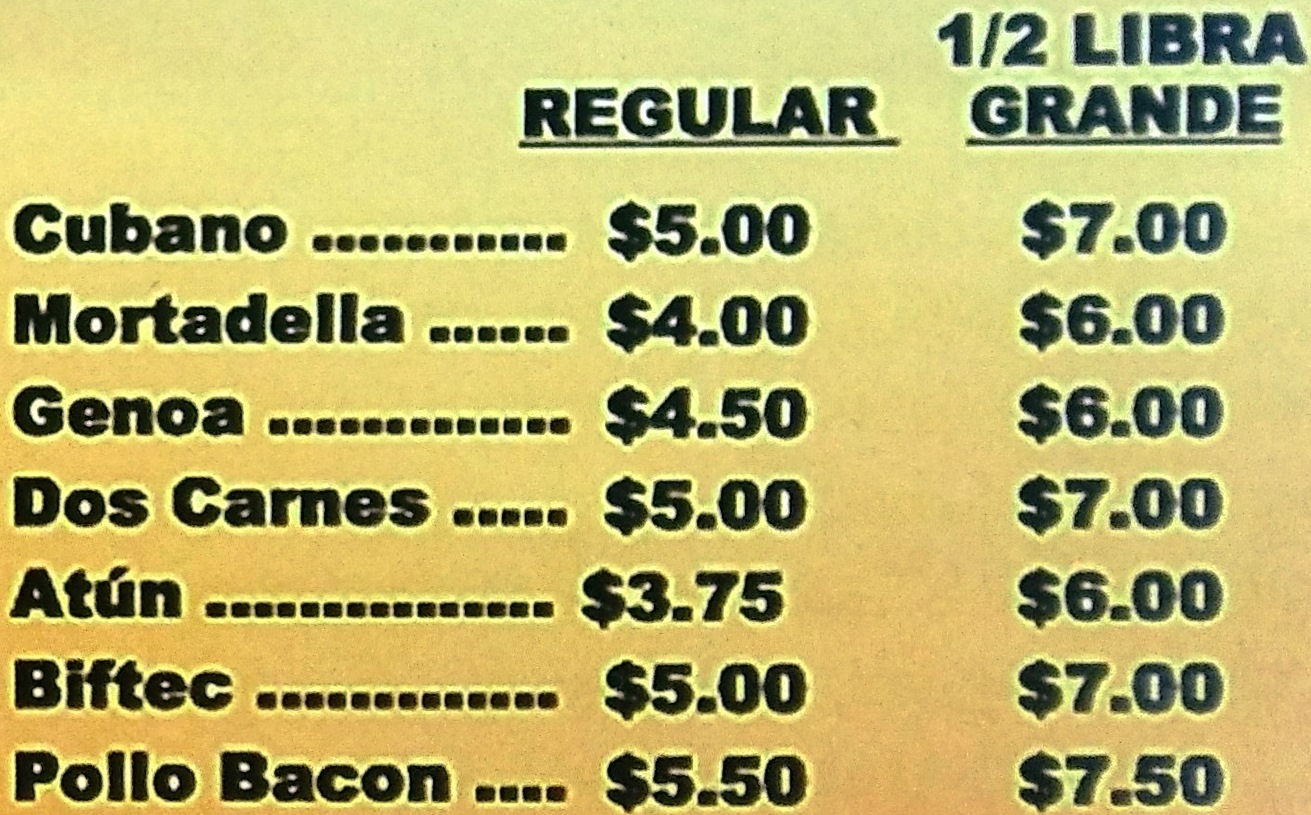 1/2 LIBRA
REGULAR GRANDE
Cubano ........... $5.00 $7.00
Mortadella ...... $4.00 $6.00
Genoa ............. $4.50 $6.00
Dos Carnes ..... $5.00 $7.00
Atún ............... $3.75 $6.00
Biftec ............. $5.00 $7.00
Pollo Bacon .... $5.50 $7.50